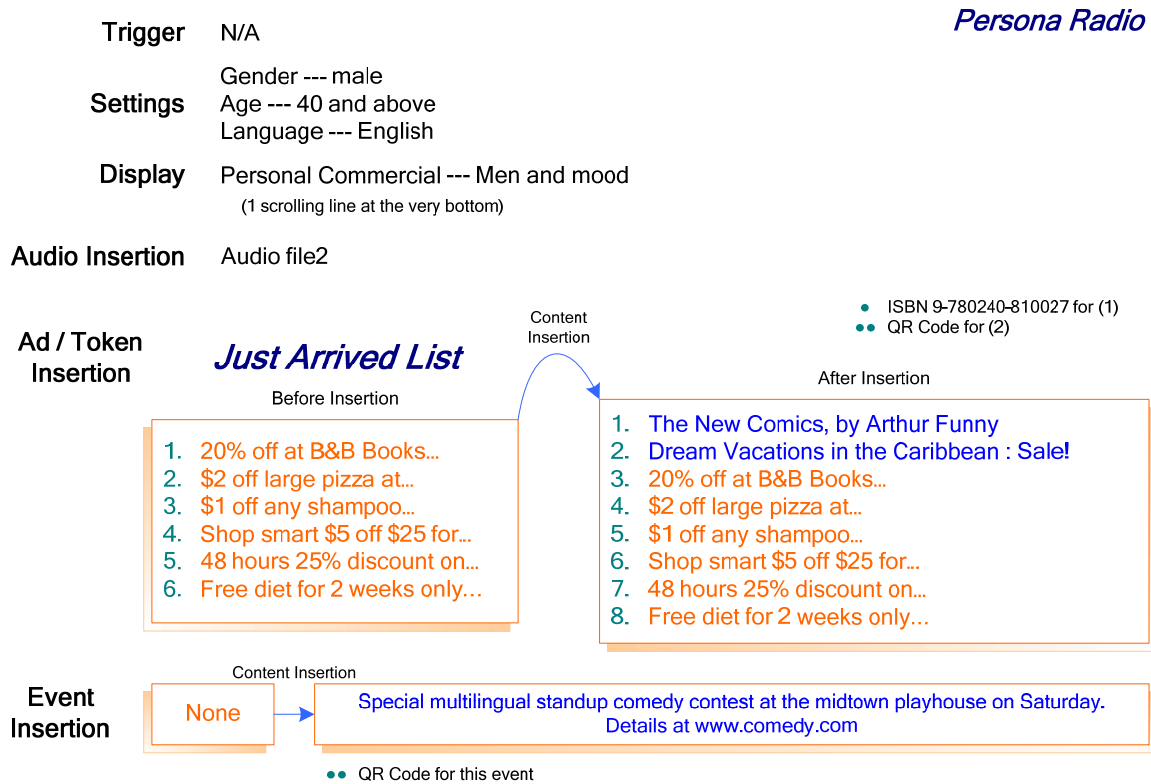 Persona Radio
Trigger N/A
Settings
Gender --- male
Age --- 40 and above
Language --- English
Display Personal Commercial --- Men and mood
(1 scrolling line at the very bottom)
Audio Insertion Audio file2
ISBN 9-780240-810027 for (1)
QR Code for (2)
Ad / Token
Insertion
Just Arrived List
Content
Insertion
Before Insertion
1. 20% off at B&B Books...
2. $2 off large pizza at...
3. $1 off any shampoo...
4. Shop smart $5 off $25 for...
5. 48 hours 25% discount on...
6. Free diet for 2 weeks only...
After Insertion
1. The New Comics, by Arthur Funny
2. Dream Vacations in the Caribbean : Sale!
3. 20% off at B&B Books...
4. $2 off large pizza at...
5. $1 off any shampoo...
6. Shop smart $5 off $25 for...
7. 48 hours 25% discount on...
8. Free diet for 2 weeks only...
Event
Insertion
Content Insertion
None
Special multilingual standup comedy contest at the midtown playhouse on Saturday.
Details at www.comedy.com
QR Code for this event